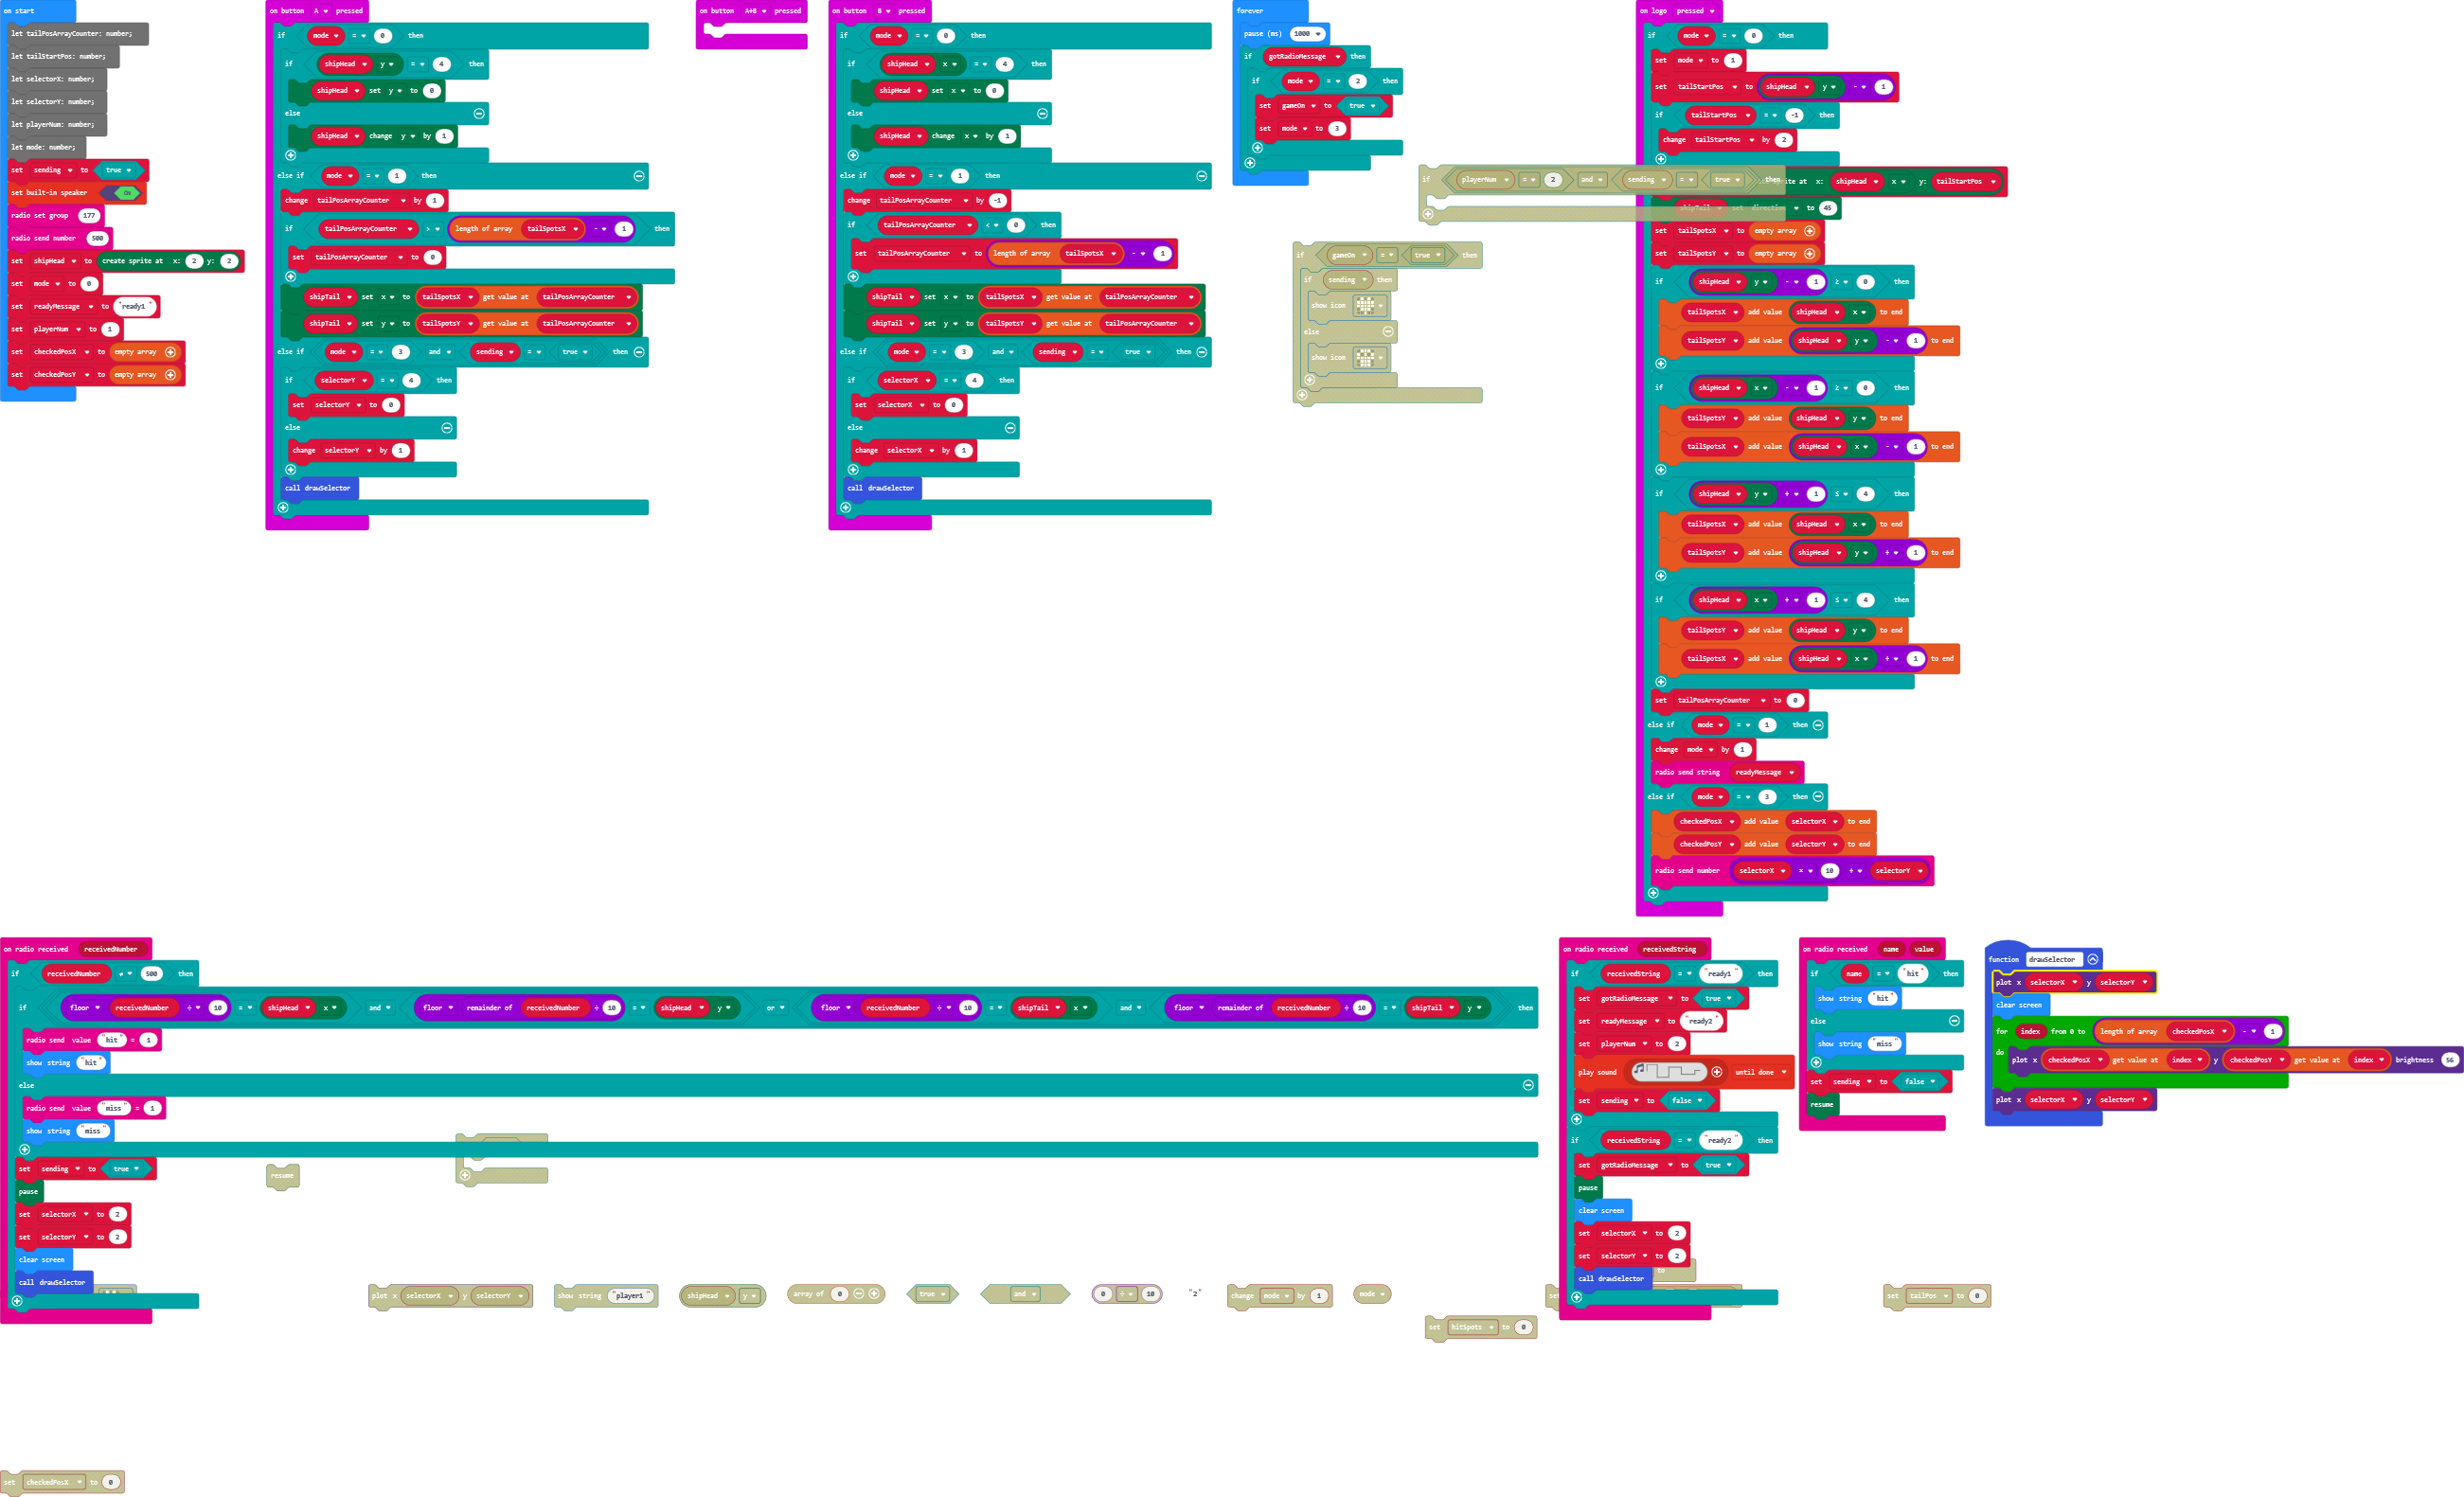 on start
let tailPosArrayCounter: number;
let tailStartPos: number;
let selectorX: number;
let selectorY: number;
let playerNum: number;
let mode: number;
set sending to true
set built-in speaker On
radio set group 177
radio send number 500
set shipHead to create sprite at x: 2 y: 2
set mode to 0
set readyMessage to "ready1 "
set playerNum to 1
set checkedPosX to empty array
set checkedPosY to empty array
on button A pressed
if mode = 0 then
if shipHead y = 4 then
shipHead set y to 0
else
shipHead change y by 1
else if mode = 1 then
change tailPosArrayCounter by 1
if tailPosArrayCounter > length of array tailSpotsX - 1 then
set tailPosArrayCounter to 0
shipTail set x to tailSpotsX get value at tailPosArrayCounter
shipTail set y to tailSpotsY get value at tailPosArrayCounter
else if mode = 3 and sending = true then
if selectorY = 4 then
set selectorY to 0
else
change selectorY by 1
call drawSelector
on button A+B pressed
on button B pressed
if mode = 0 then
if shipHead x = 4 then
shipHead set x to 0
else
shipHead change x by 1
else if mode = 1 then
change tailPosArrayCounter by -1
if tailPosArrayCounter < 0 then
set tailPosArrayCounter to length of array tailSpotsX - 1
shipTail set x to tailSpotsX get value at tailPosArrayCounter
shipTail set y to tailSpotsY get value at tailPosArrayCounter
else if mode = 3 and sending = true then
if selectorX = 4 then
set selectorX to 0
else
change selectorX by 1
call drawSelector
forever
pause (ms) 1000
if gotRadioMessage then
if mode = 2 then
set gameOn to true
set mode to 3
if playerNum = 2 and sending = true then
if gameOn = true then
if sending then
show icon
else
show icon
on logo pressed
if mode = 0 then
set mode to 1
set tailStartPos to shipHead y - 1
if tailStartPos = -1 then
change tailStartPos by 2
sprite at x: shipHead x y: tailStartPos
shipTail set direction to 45
set tailSpotsX to empty array
set tailSpotsY to empty array
if shipHead y - 1 ≥ 0 then
tailSpotsX add value shipHead x to end
tailSpotsY add value shipHead y - 1 to end
if shipHead x - 1 ≥ 0 then
tailSpotsY add value shipHead y to end
tailSpotsX add value shipHead x - 1 to end
if shipHead y + 1 ≤ 4 then
tailSpotsX add value shipHead x to end
tailSpotsY add value shipHead y + 1 to end
if shipHead x + 1 ≤ 4 then
tailSpotsY add value shipHead y to end
tailSpotsX add value shipHead x + 1 to end
set tailPosArrayCounter to 0
else if mode = 1 then
change mode by 1
radio send string readyMessage
else if mode = 3 then
checkedPosX add value selectorX to end
checkedPosY add value selectorY to end
radio send number selectorX × 10 + selectorY
on radio received receivedNumber
if receivedNumber ≠ 500 then
if floor receivedNumber ÷ 10 = shipHead x and floor remainder of receivedNumber ÷ 10 = shipHead y or floor receivedNumber ÷ 10 = shipTail x and floor remainder of receivedNumber ÷ 10 = shipTail y then
radio send value "hit" = 1
show string "hit"
else
radio send value "miss" = 1
show string "miss"
set sending to true
pause
set selectorX to 2
set selectorY to 2
clear screen
call drawSelector
resume
plot x selectorX y selectorY
show string "player1"
shipHead y
array of 0
true
and
0 ÷ 10
"2"
change mode by 1
mode
set hitSpots to 0
on radio received receivedString
if receivedString = "ready1" then
set gotRadioMessage to true
set readyMessage to "ready2"
set playerNum to 2
play sound until done
set sending to false
if receivedString = "ready2" then
set gotRadioMessage to true
pause
clear screen
set selectorX to 2
set selectorY to 2
call drawSelector
to
set
on radio received name value
if name = "hit" then
show string "hit"
else
show string "miss"
set sending to false
resume
function drawSelector
plot x selectorX y selectorY
clear screen
for index from 0 to length of array checkedPosX - 1
do plot x checkedPosX get value at index y checkedPosY get value at index brightness 56
plot x selectorX y selectorY
set tailPos to 0
set checkedPosX to 0